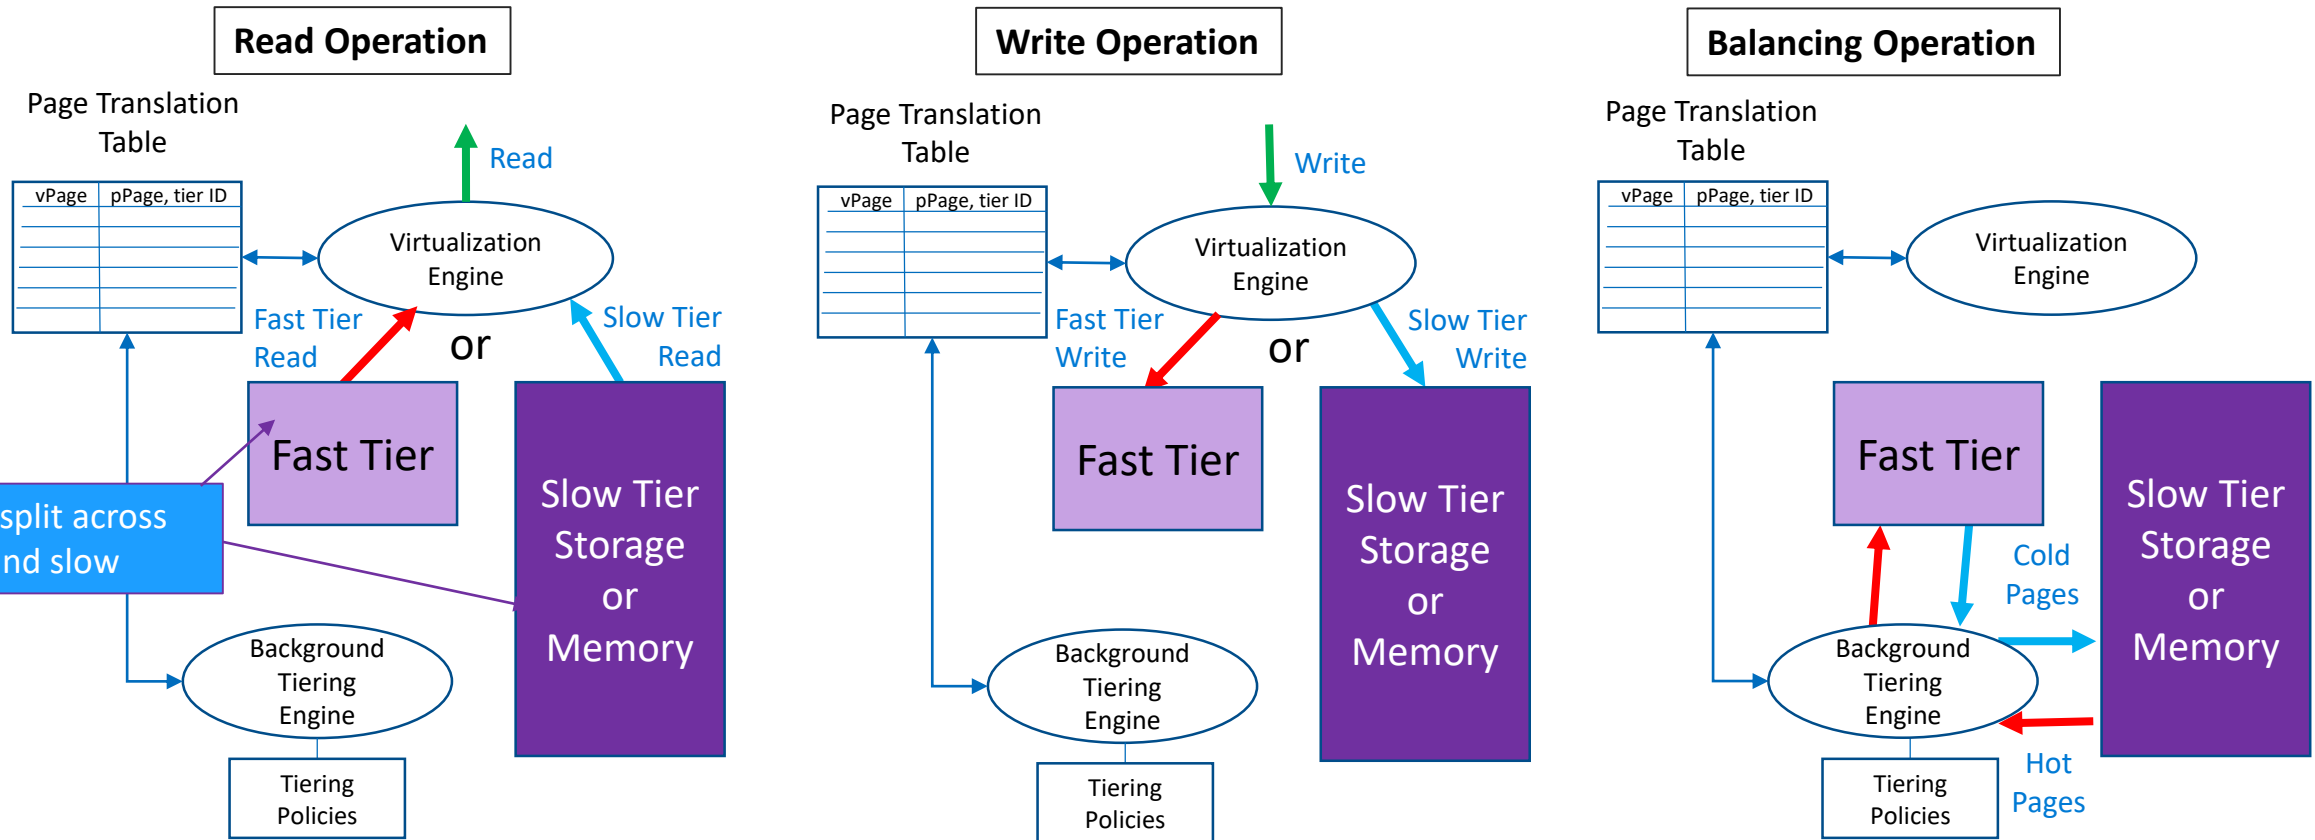 Read Operation
Page Translation
Table
vPage
pPage, tier ID
Read
Virtualization
Engine
Fast Tier
Read
or
Slow Tier
Read
Fast Tier
split across
nd slow
Slow Tier
Storage
or
Memory
Background
Tiering
Engine
Tiering
Policies
Write Operation
Page Translation
Table
vPage
pPage, tier ID
Write
Virtualization
Engine
Fast Tier
Write
or
Slow Tier
Write
Fast Tier
Slow Tier
Storage
or
Memory
Background
Tiering
Engine
Tiering
Policies
Balancing Operation
Page Translation
Table
vPage
pPage, tier ID
Virtualization
Engine
Fast Tier
Slow Tier
Storage
or
Memory
Cold
Pages
Background
Tiering
Engine
Hot
Pages
Tiering
Policies